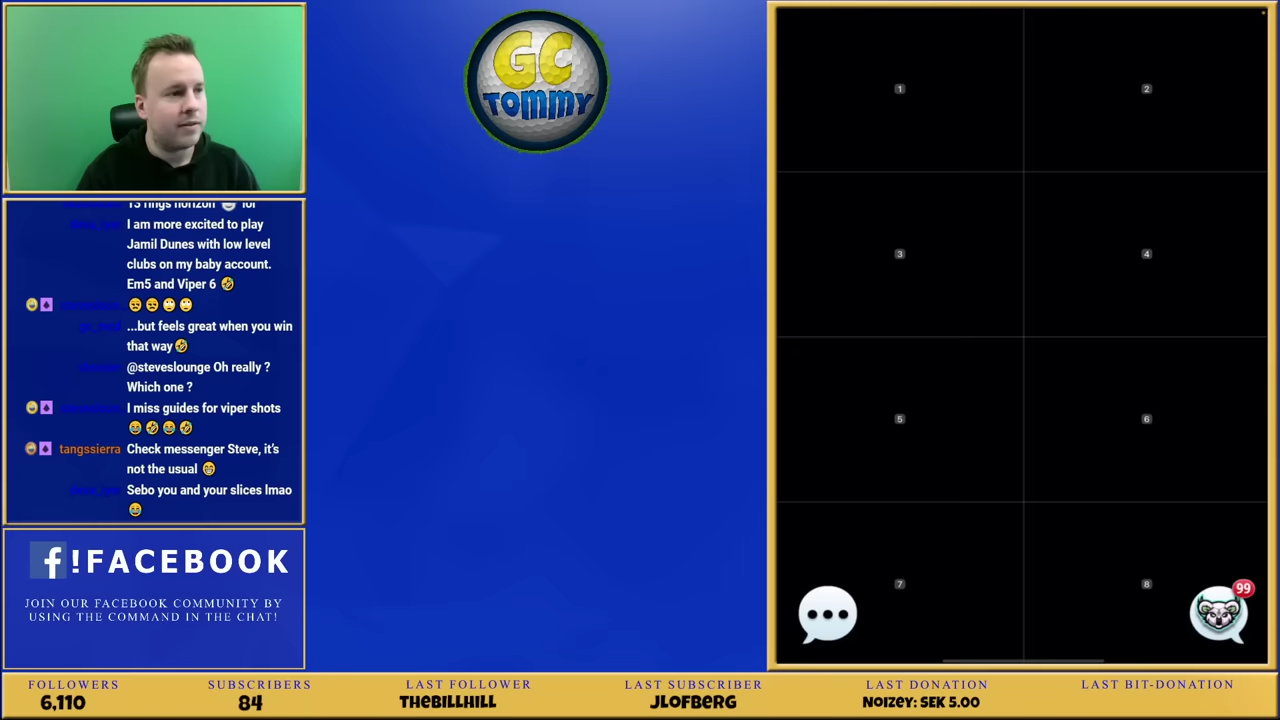 GC
TOMMY
13 rings horizon lol
I am more excited to play
Jamil Dunes with low level
clubs on my baby account.
Em5 and Viper 6
...but feels great when you win
that way
@steveslounge Oh really ?
Which one ?
I miss guides for viper shots
tangssierra Check messenger Steve, it's
not the usual
Sebo you and your slices lmao
f !FACEBOOK
JOIN OUR FACEBOOK COMMUNITY BY
USING THE COMMAND IN THE CHAT!
1
2
3
4
5
6
7
8
99
FOLLOWERS
6,110
SUBSCRIBERS
84
LAST FOLLOWER
THEBILLHILL
LAST SUBSCRIBER
JLOFBERG
LAST DONATION
NOIZEY: SEK 5.00
LAST BIT-DONATION